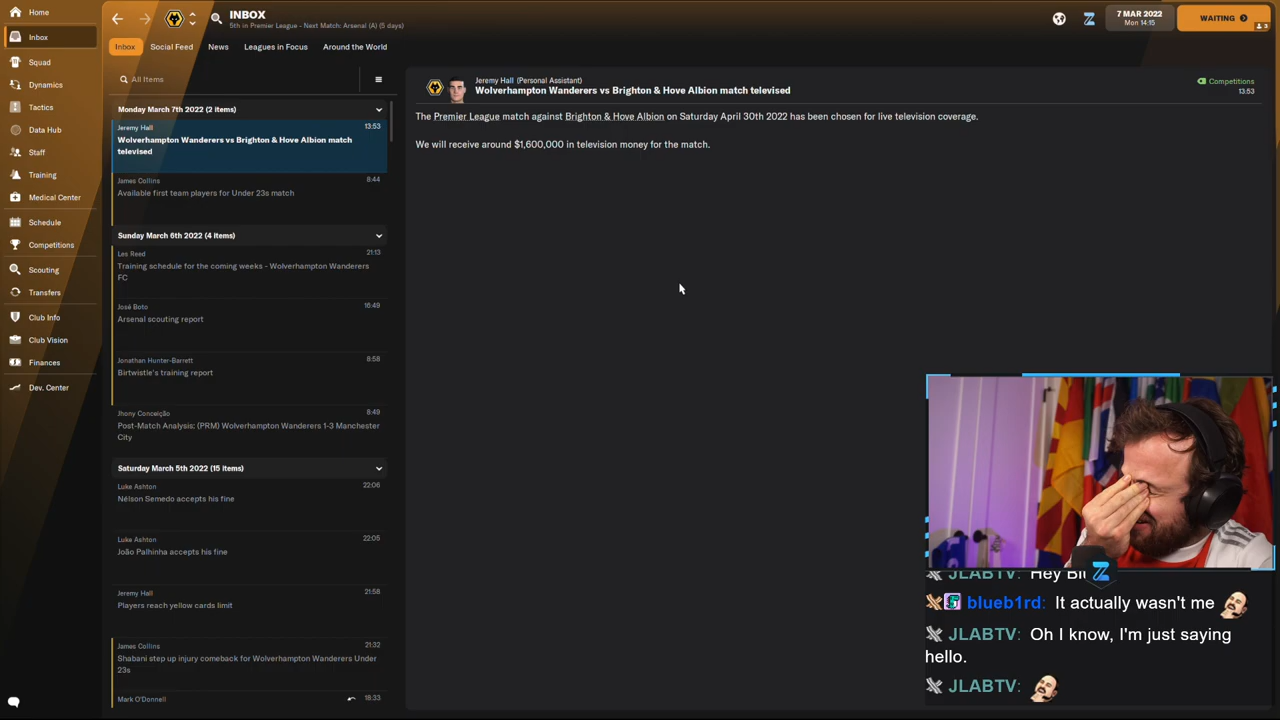 Home
Inbox
Squad
Dynamics
Tactics
Data Hub
Staff
Training
Medical Center
Schedule
Competitions
Scouting
Transfers
Club Info
Club Vision
Finances
Dev. Center
INBOX
5th in Premier League - Next Match: Arsenal (A) (5 days)
7 MAR 2022
Mon 14:15
WAITING
3
Inbox
Social Feed
News
Leagues in Focus
Around the World
All Items
Monday March 7th 2022 (2 items)
Jeremy Hall 13:53
Wolverhampton Wanderers vs Brighton & Hove Albion match
televised
James Collins 8:44
Available first team players for Under 23s match
Sunday March 6th 2022 (4 items)
Les Reed 21:13
Training schedule for the coming weeks - Wolverhampton Wanderers
FC
José Boto 16:49
Arsenal scouting report
Jonathan Hunter-Barrett 8:58
Birtwistle's training report
Jhony Conceição 8:49
Post-Match Analysis: (PRM) Wolverhampton Wanderers 1-3 Manchester
City
Saturday March 5th 2022 (15 items)
Luke Ashton 22:06
Nélson Semedo accepts his fine
Luke Ashton 22:05
João Palhinha accepts his fine
Jeremy Hall 21:58
Players reach yellow cards limit
James Collins 21:32
Shabani step up injury comeback for Wolverhampton Wanderers Under
23s
Mark O'Donnell 18:33
Jeremy Hall (Personal Assistant)
Wolverhampton Wanderers vs Brighton & Hove Albion match televised
Competitions
13:53
The Premier League match against Brighton & Hove Albion on Saturday April 30th 2022 has been chosen for live television coverage.
We will receive around $1,600,000 in television money for the match.
JLABTV: Hey
blueb1rd: It actually wasn't me
JLABTV: Oh I know, I'm just saying
hello.
JLABTV: